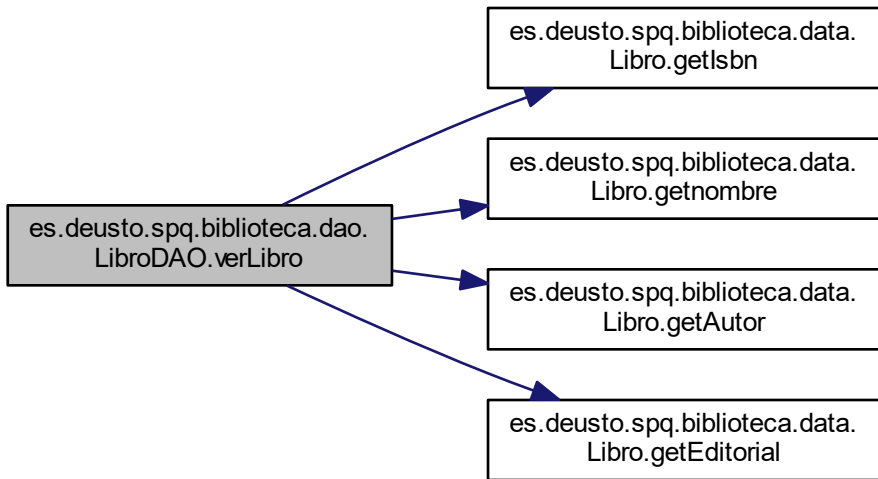 es.deusto.spq.biblioteca.data.
Libro.getIsbn
es.deusto.spq.biblioteca.data.
Libro.getnombre
es.deusto.spq.biblioteca.dao.
LibroDAO.verLibro
es.deusto.spq.biblioteca.data.
Libro.getAutor
es.deusto.spq.biblioteca.data.
Libro.getEditorial